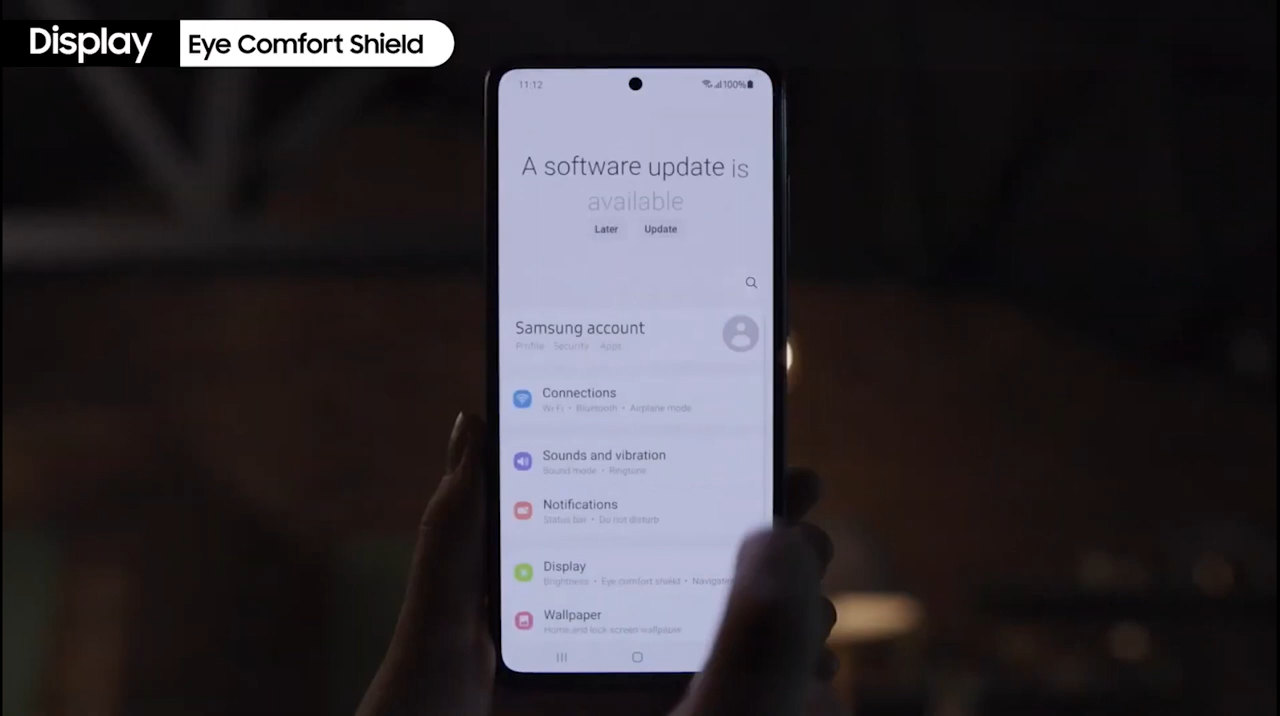 Display Eye Comfort Shield
11:12 100%
A software update is
available
Later Update
Samsung account
Profile Security Apps
Connections
Wi-Fi • Bluetooth • Airplane mode
Sounds and vibration
Sound mode • Ringtone
Notifications
Status bar • Do not disturb
Display
Brightness • Eye comfort shield •
Wallpaper
Home and lock screen wallpaper